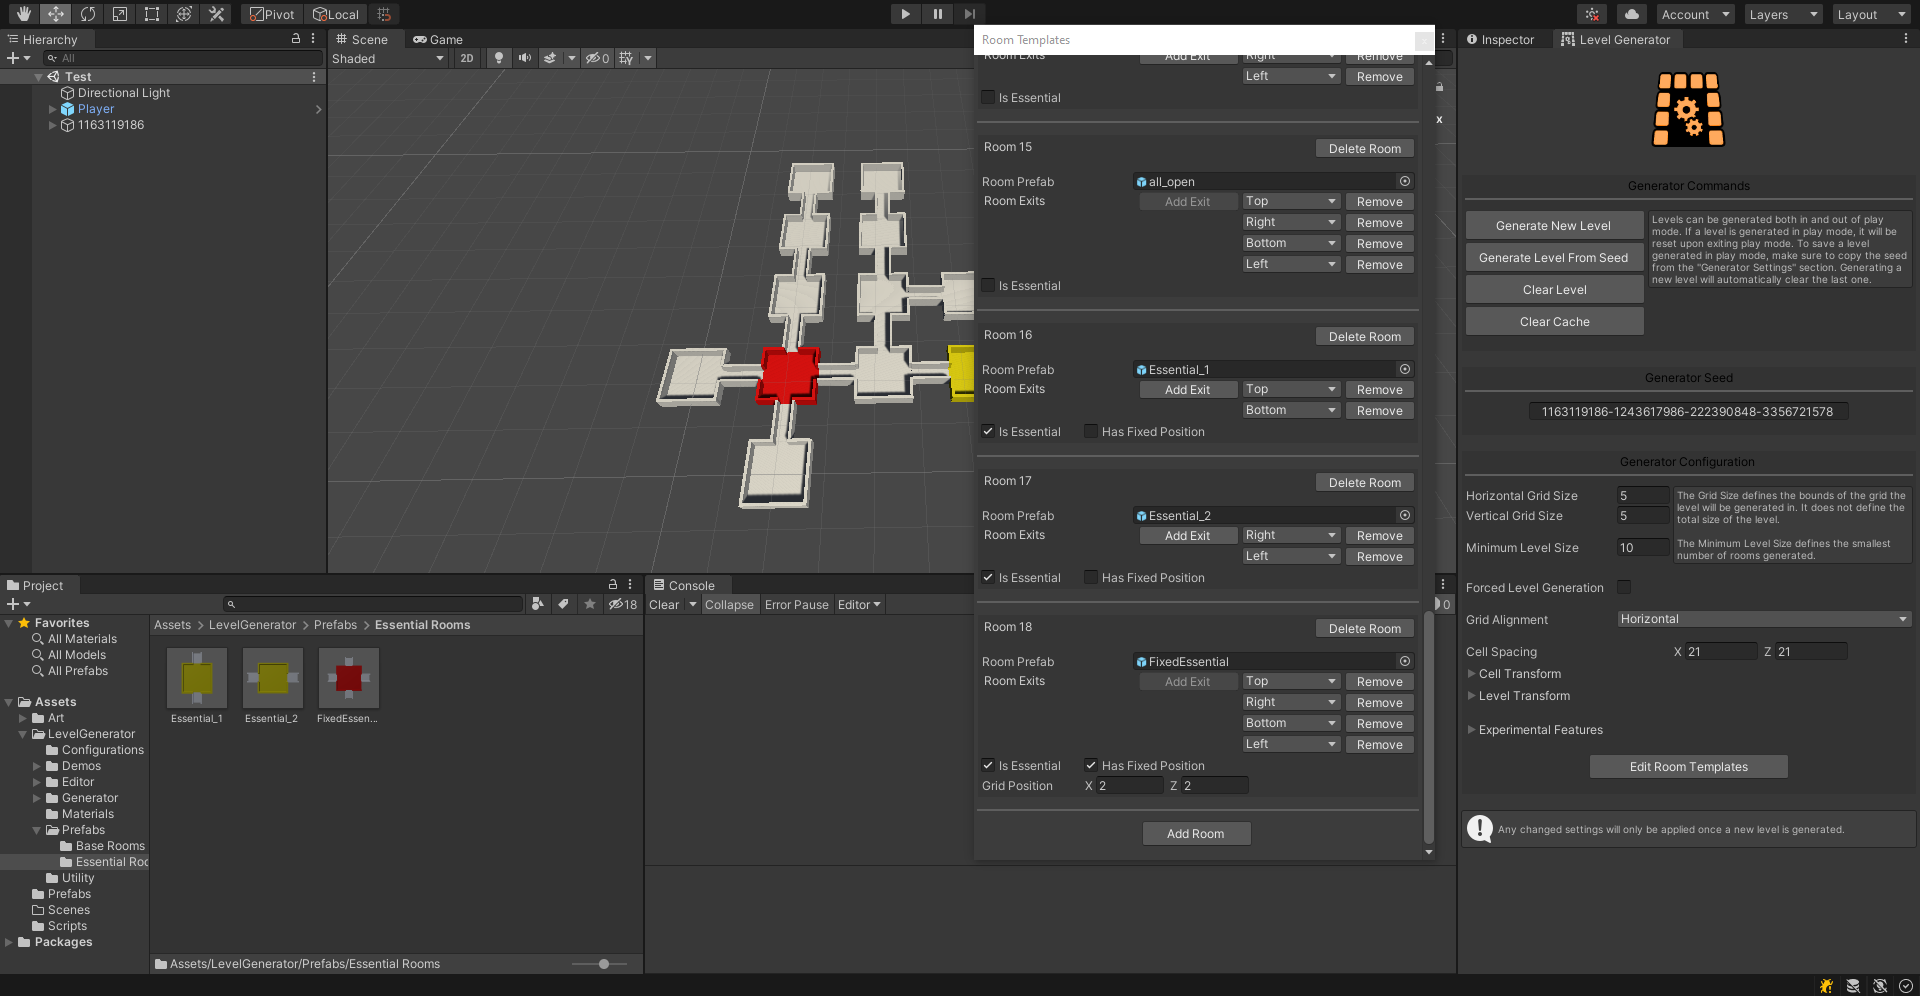 Pivot
Local
Account
Layers
Layout
Hierarchy
All
Test
Directional Light
Player
1163119186
Scene
Game
Shaded
2D
0
Room Templates
Room Exits
Add Exit
Right
Remove
Left
Remove
Is Essential
Room 15
Delete Room
Room Prefab
all_open
Room Exits
Add Exit
Top
Remove
Right
Remove
Bottom
Remove
Left
Remove
Is Essential
Room 16
Delete Room
Room Prefab
Essential_1
Room Exits
Add Exit
Top
Remove
Bottom
Remove
Is Essential
Has Fixed Position
Room 17
Delete Room
Room Prefab
Essential_2
Room Exits
Add Exit
Right
Remove
Left
Remove
Is Essential
Has Fixed Position
Room 18
Delete Room
Room Prefab
FixedEssential
Room Exits
Add Exit
Top
Remove
Right
Remove
Bottom
Remove
Left
Remove
Is Essential
Has Fixed Position
Grid Position
X 2
Z 2
Add Room
x
0
Inspector
Level Generator
Generator Commands
Generate New Level
Generate Level From Seed
Clear Level
Clear Cache
Levels can be generated both in and out of play
mode. If a level is generated in play mode, it will be
reset upon exiting play mode. To save a level
generated in play mode, make sure to copy the seed
from the "Generator Settings" section. Generating a
new level will automatically clear the last one.
Generator Seed
1163119186-1243617986-222390848-3356721578
Generator Configuration
Horizontal Grid Size
5
Vertical Grid Size
5
Minimum Level Size
10
The Grid Size defines the bounds of the grid the
level will be generated in. It does not define the
total size of the level.
The Minimum Level Size defines the smallest
number of rooms generated.
Forced Level Generation
Grid Alignment
Horizontal
Cell Spacing
X 21
Z 21
Cell Transform
Level Transform
Experimental Features
Edit Room Templates
Any changed settings will only be applied once a new level is generated.
Project
18
Favorites
All Materials
All Models
All Prefabs
Assets
Art
LevelGenerator
Configurations
Demos
Editor
Generator
Materials
Prefabs
Base Rooms
Essential Roo
Utility
Prefabs
Scenes
Scripts
Packages
Assets > LevelGenerator > Prefabs > Essential Rooms
Essential_1
Essential_2
FixedEssen...
Assets/LevelGenerator/Prefabs/Essential Rooms
Console
Clear
Collapse
Error Pause
Editor